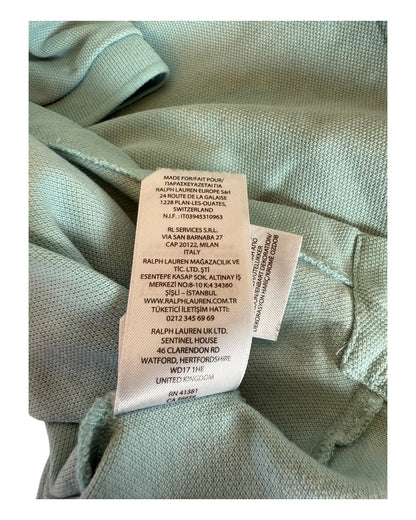 MADE FOR/FAIT POUR/
ΠΑΡΑΣΚΕΥΑΖΕΤΑΙ ΓΙΑ
RALPH LAUREN EUROPE Sàrl
24 ROUTE DE LA GALAISE
1228 PLAN-LES-OUATES,
SWITZERLAND
N.I.F.: IT03945310963
RL SERVICES S.R.L.
VIA SAN BARNABA 27
CAP 20122, MILAN
ITALY
RALPH LAUREN MAĞAZACILIK VE
TİC. LTD. ŞTİ
ESENTEPE KASAP SOK. ALTINAY İŞ
MERKEZİ NO:8-10 K:4 34360
ŞİŞLİ - İSTANBUL
WWW.RALPHLAUREN.COM.TR
TÜKETİCİ İLETİŞİM HATTI:
0212 345 69 69
RALPH LAUREN UK LTD.
SENTINEL HOUSE
46 CLARENDON RD
WATFORD, HERTFORDSHIRE
WD17 1HE
UNITED KINGDOM
RN 41381
CA
DEKORASYON HARİÇ